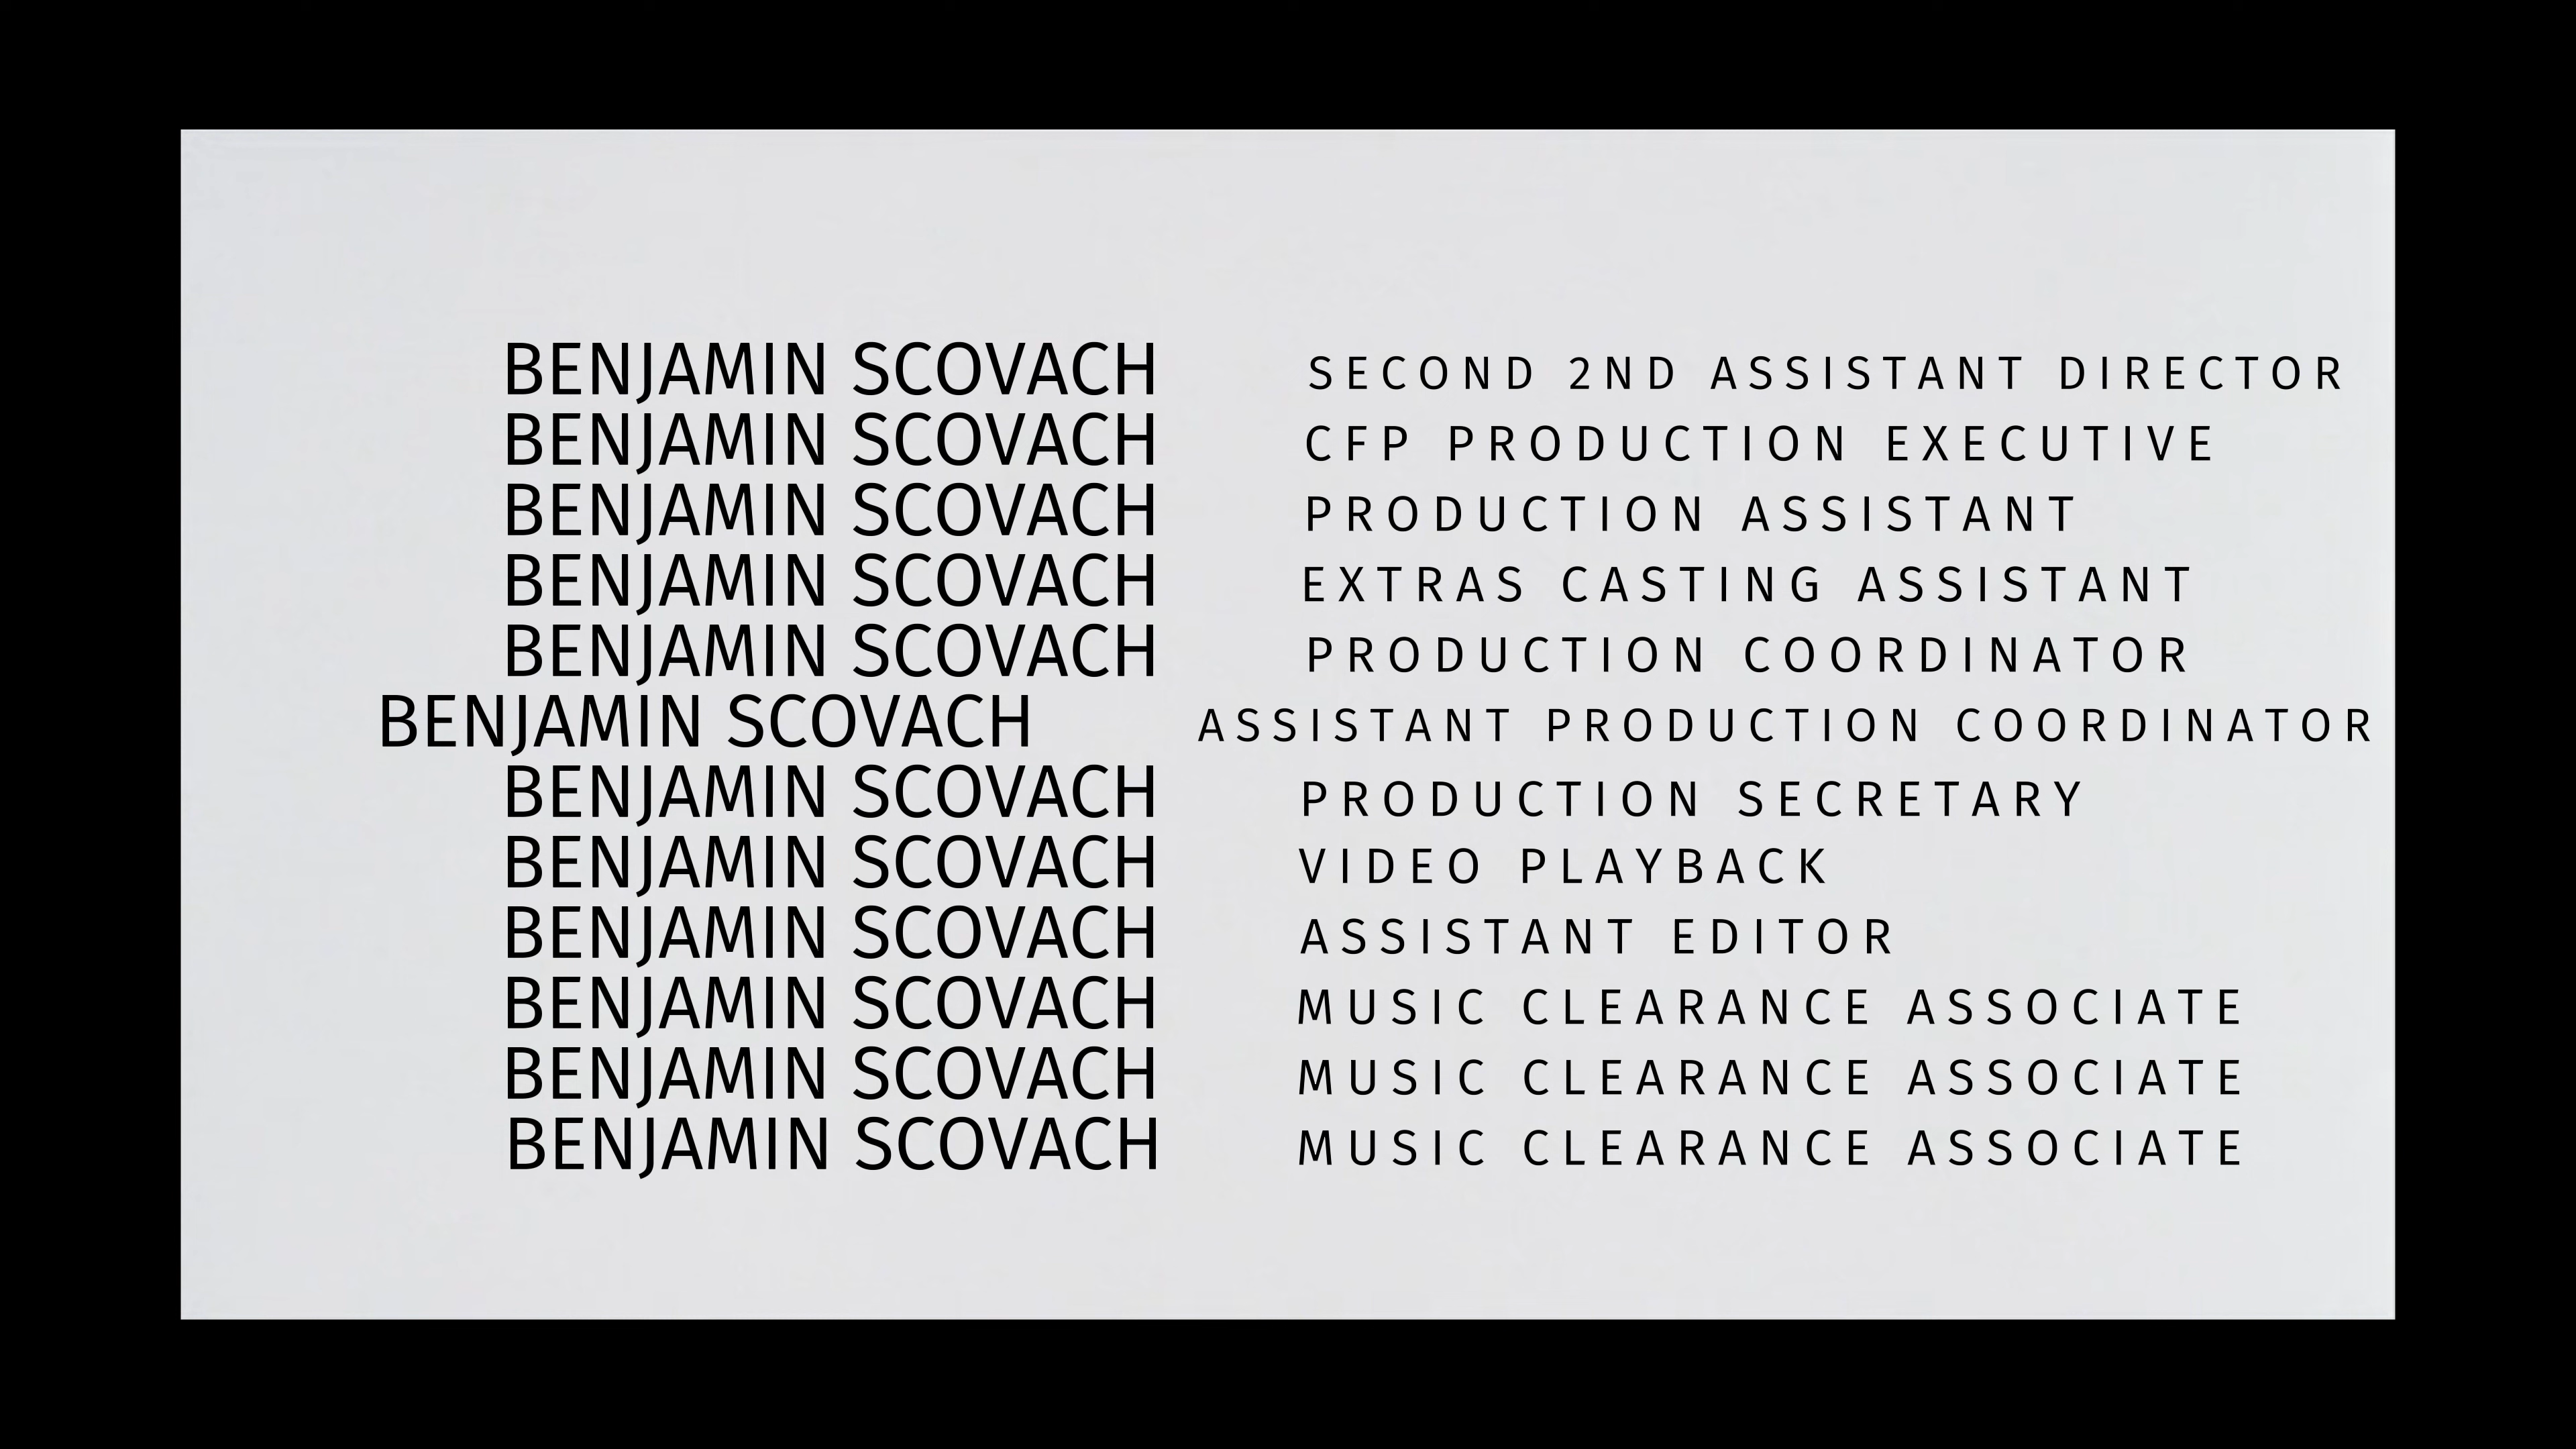 BENJAMIN SCOVACH SECOND 2ND ASSISTANT DIRECTOR
BENJAMIN SCOVACH CFP PRODUCTION EXECUTIVE
BENJAMIN SCOVACH PRODUCTION ASSISTANT
BENJAMIN SCOVACH EXTRAS CASTING ASSISTANT
BENJAMIN SCOVACH PRODUCTION COORDINATOR
BENJAMIN SCOVACH ASSISTANT PRODUCTION COORDINATOR
BENJAMIN SCOVACH PRODUCTION SECRETARY
BENJAMIN SCOVACH VIDEO PLAYBACK
BENJAMIN SCOVACH ASSISTANT EDITOR
BENJAMIN SCOVACH MUSIC CLEARANCE ASSOCIATE
BENJAMIN SCOVACH MUSIC CLEARANCE ASSOCIATE
BENJAMIN SCOVACH MUSIC CLEARANCE ASSOCIATE